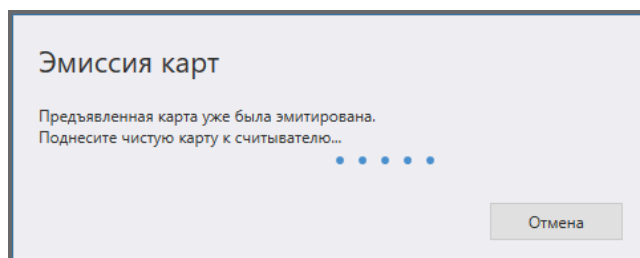 Эмиссия карт
Предъявленная карта уже была эмитирована.
Поднесите чистую карту к считывателю...
Отмена